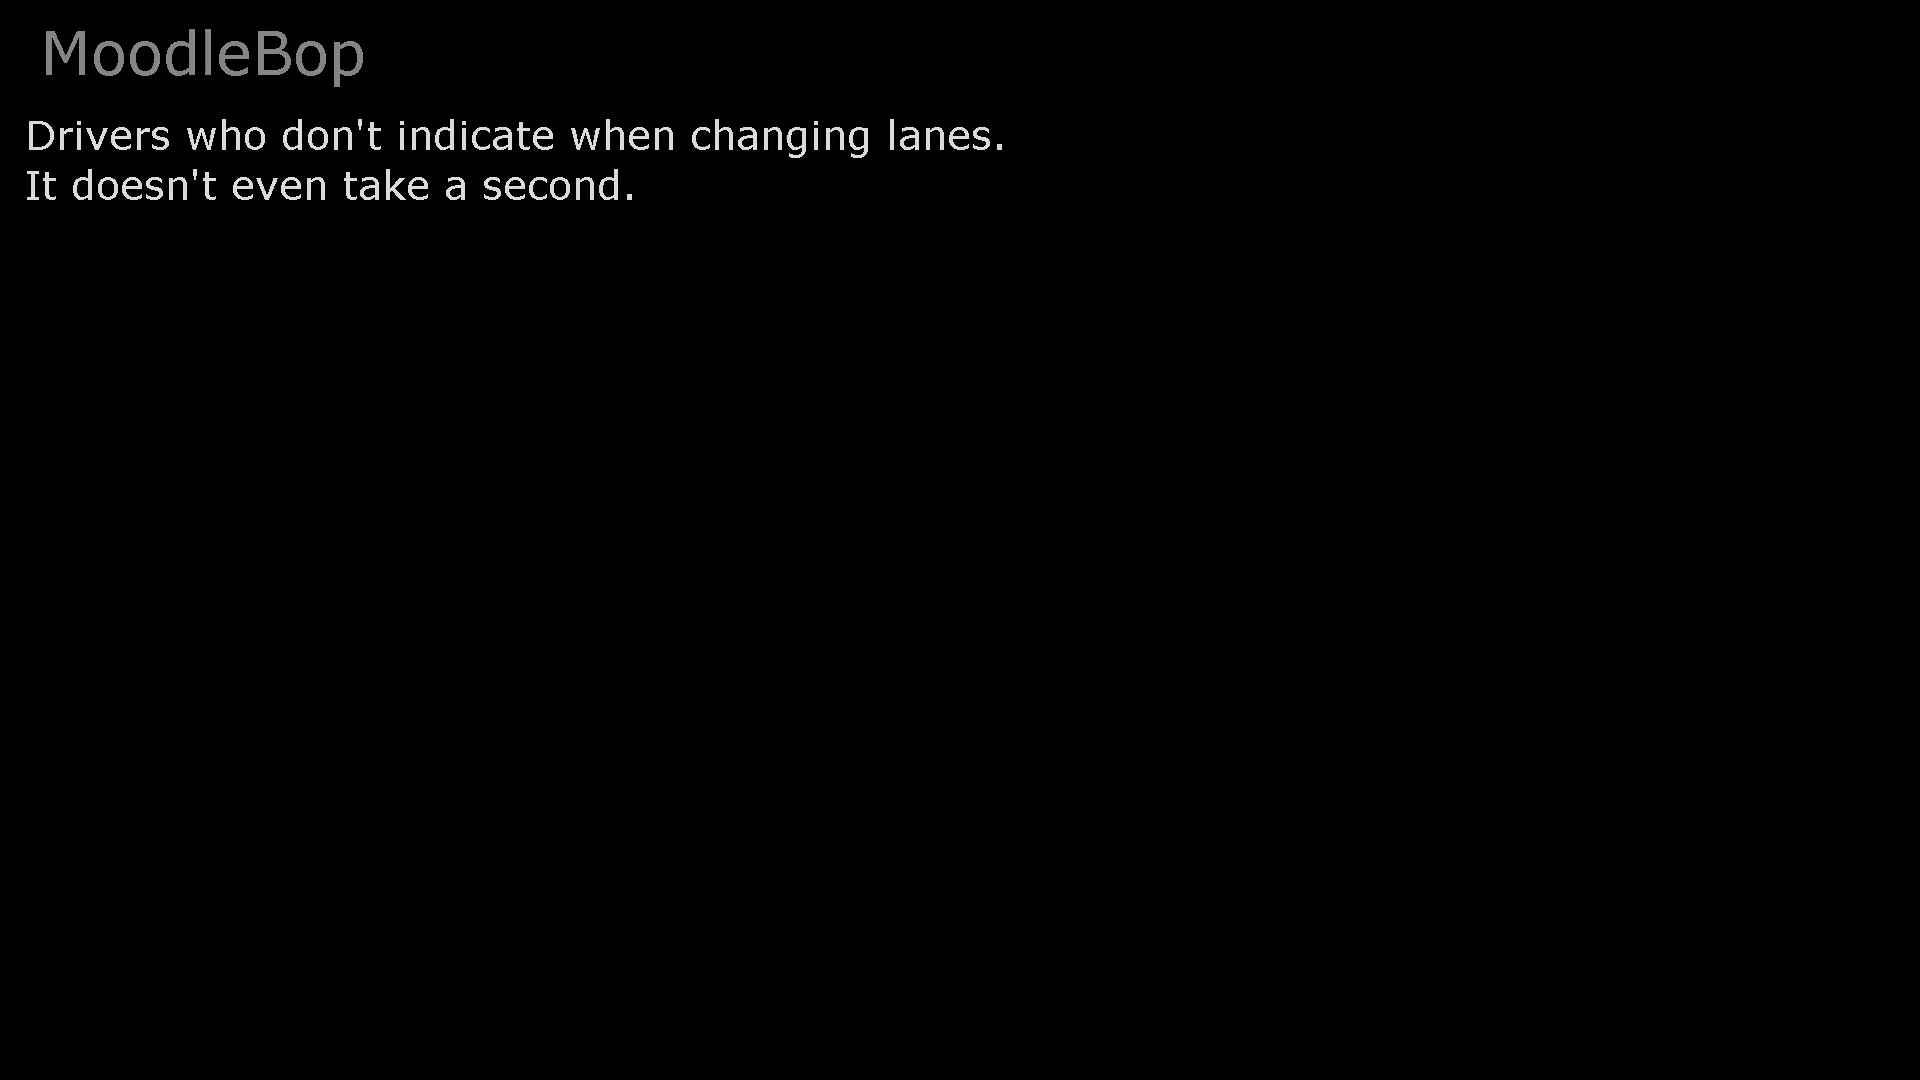 MoodleBop
Drivers who don't indicate when changing lanes.
It doesn't even take a second.